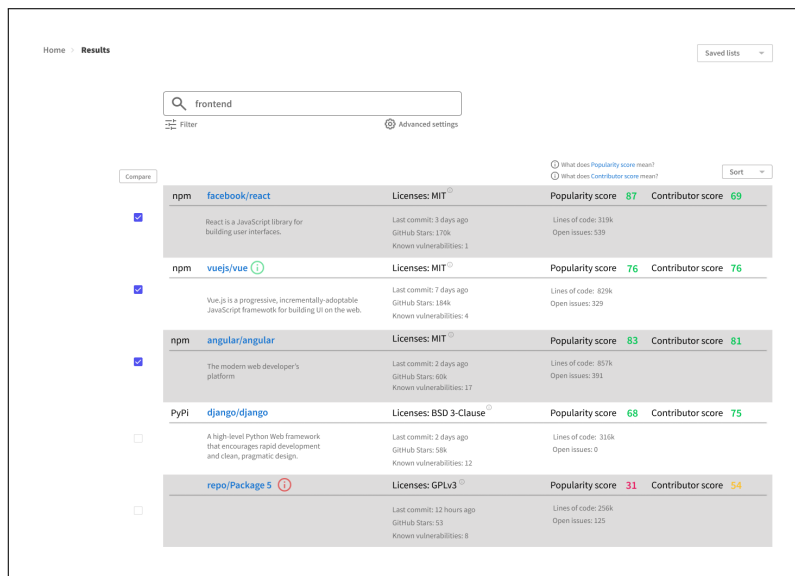 Home > Results
Saved lists
frontend
Filter
Advanced settings
What does Popularity score mean?
What does Contributor score mean?
Compare
Sort
npm facebook/react Licenses: MIT Popularity score 87 Contributor score 69
React is a JavaScript library for
building user interfaces.
Last commit: 3 days ago
GitHub Stars: 170k
Known vulnerabilities: 1
Lines of code: 319k
Open issues: 539
npm vuejs/vue Licenses: MIT Popularity score 76 Contributor score 76
Vue.js is a progressive, incrementally-adoptable
JavaScript framewotk for building UI on the web.
Last commit: 7 days ago
GitHub Stars: 184k
Known vulnerabilities: 4
Lines of code: 829k
Open issues: 329
npm angular/angular Licenses: MIT Popularity score 83 Contributor score 81
The modern web developer's
platform
Last commit: 2 days ago
GitHub Stars: 60k
Known vulnerabilities: 17
Lines of code: 857k
Open issues: 391
PyPi django/django Licenses: BSD 3-Clause Popularity score 68 Contributor score 75
A high-level Python Web framework
that encourages rapid development
and clean, pragmatic design.
Last commit: 2 days ago
GitHub Stars: 58k
Known vulnerabilities: 12
Lines of code: 316k
Open issues: 0
repo/Package 5 Licenses: GPLv3 Popularity score 31 Contributor score 54
Last commit: 12 hours ago
GitHub Stars: 53
Known vulnerabilities: 8
Lines of code: 256k
Open issues: 125